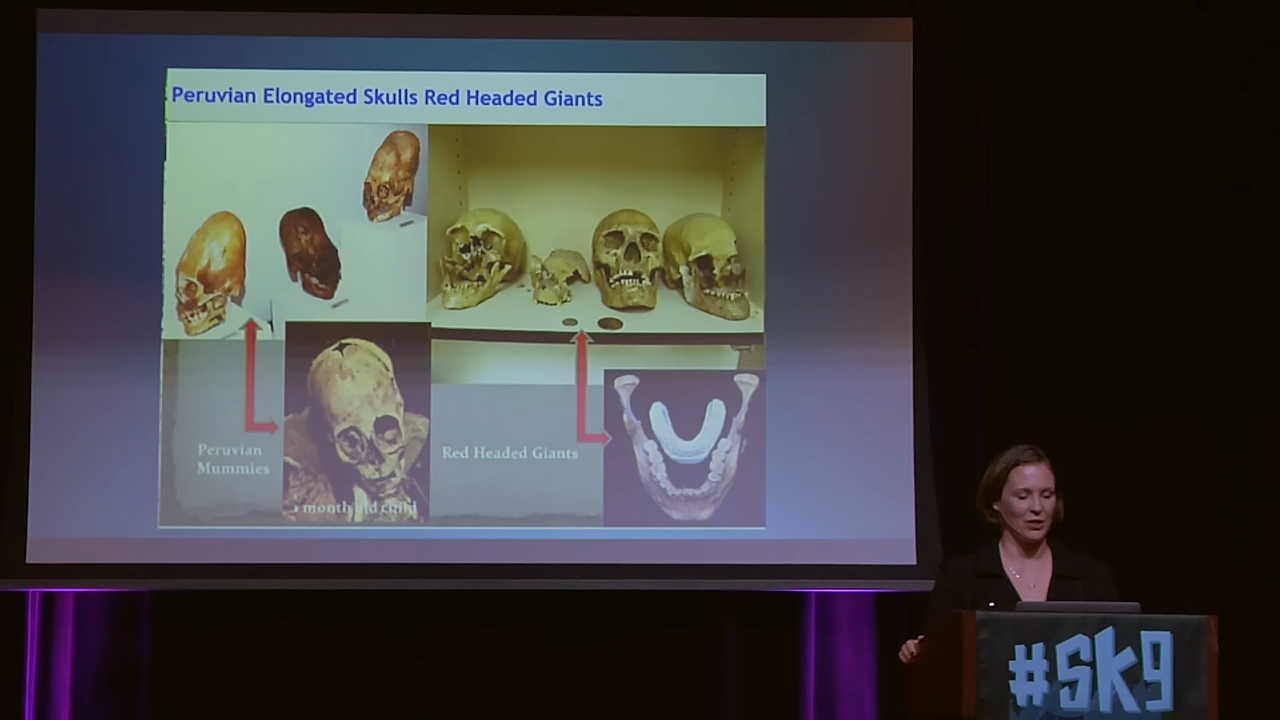 Peruvian Elongated Skulls Red Headed Giants
Peruvian
Mummies
Red Headed Giants
month old child
#SK9